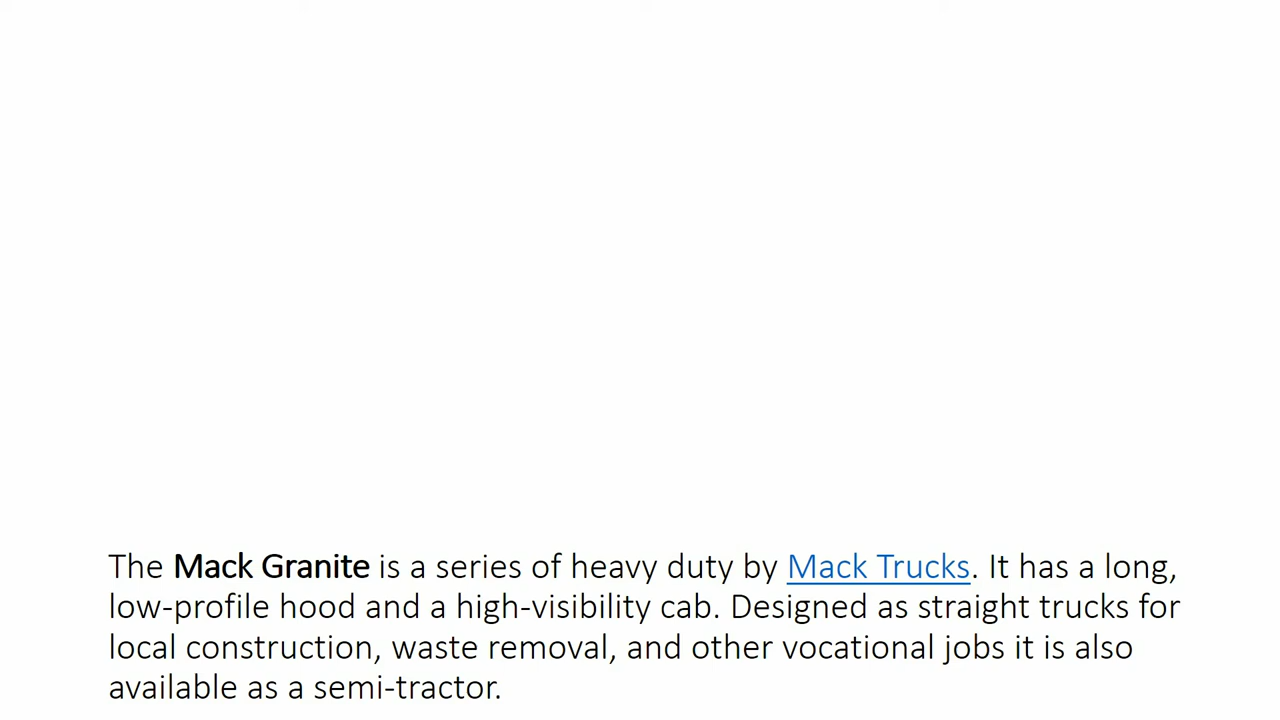 The Mack Granite is a series of heavy duty by Mack Trucks. It has a long,
low-profile hood and a high-visibility cab. Designed as straight trucks for
local construction, waste removal, and other vocational jobs it is also
available as a semi-tractor.